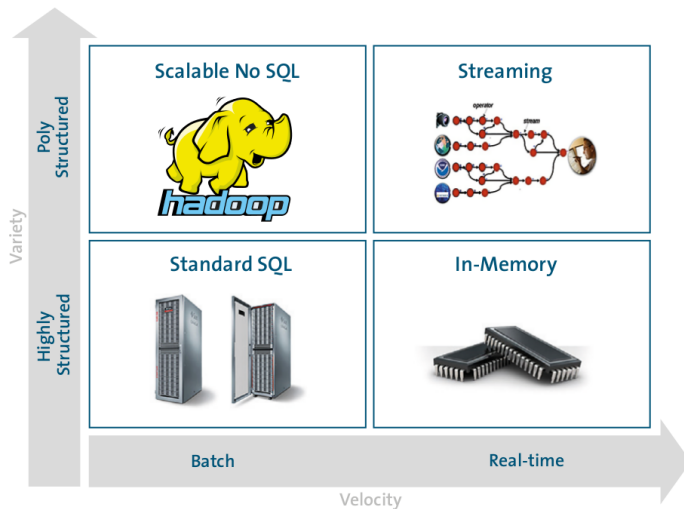 Scalable No SQL
Streaming
operator
stream
hadoop
Poly
Structured
Variety
Standard SQL
In-Memory
Highly
Structured
Batch
Real-time
Velocity